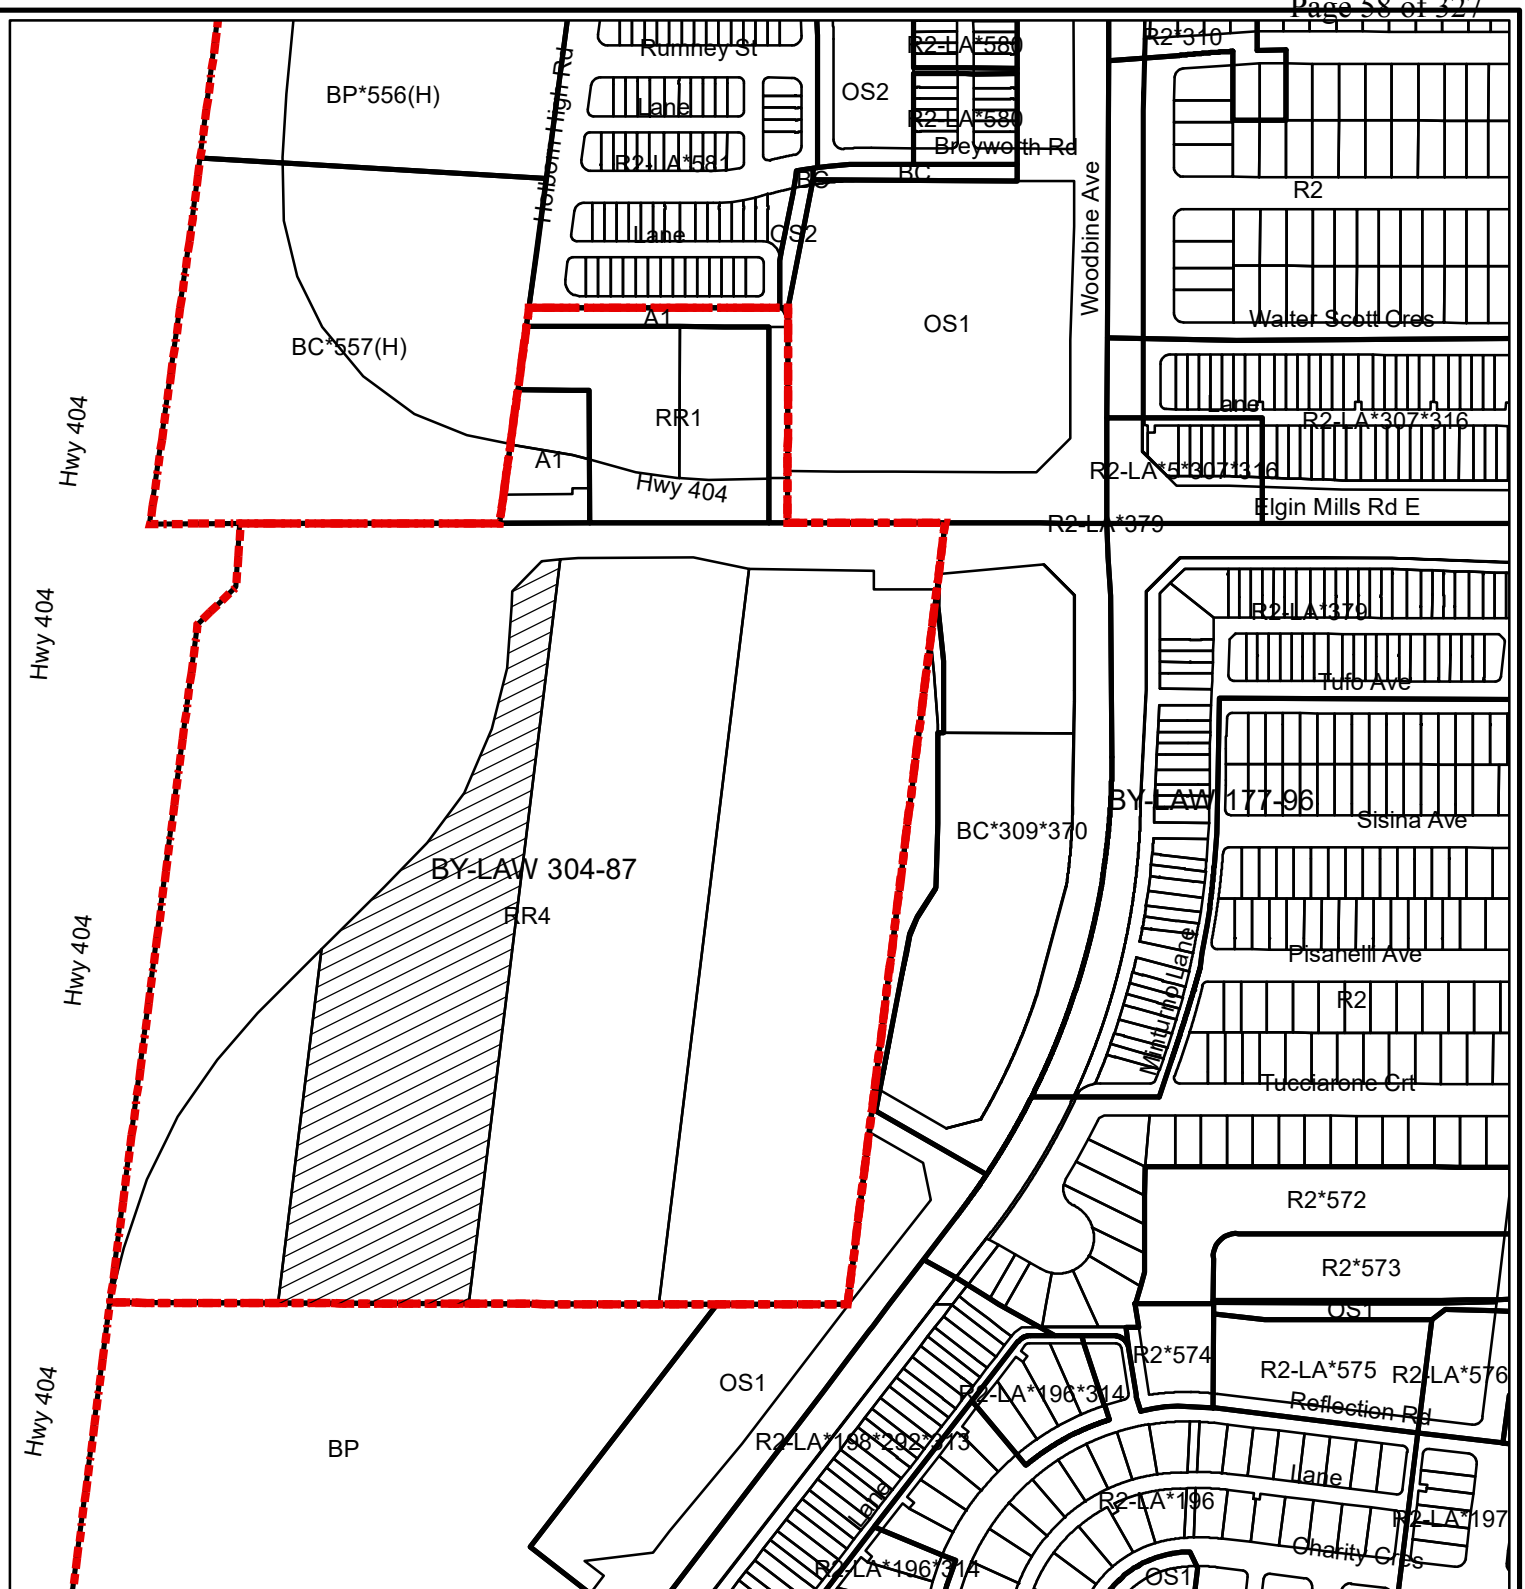 Page 58 of 327
R2*310
Rumney St
R2-LA*580
BP*556(H)
OS2
Lane
R2-LA*580
Holborn High Rd
Breyworth Rd
R2-LA*581
BC
BC
R2
Woodbine Ave
Lane
OS2
A1
OS1
Walter Scott Cres
BC*557(H)
Lane
RR1
R2-LA*307*316
Hwy 404
A1
R2-LA*5*307*316
Hwy 404
Elgin Mills Rd E
R2-LA*379
R2-LA*379
Hwy 404
Tufo Ave
BY-LAW 177-96
Sisina Ave
BC*309*370
BY-LAW 304-87
RR4
Hwy 404
Pisanelli Ave
Minturno Lane
R2
Tucciarone Crt
R2*572
R2*573
OS1
R2*574
R2-LA*575
R2-LA*576
OS1
R2-LA*196*314
Reflection Rd
Hwy 404
BP
R2-LA*198*292*313
Lane
Lane
R2-LA*196
R2-LA*197
Charity Cres
R2-LA*196*314
OS1